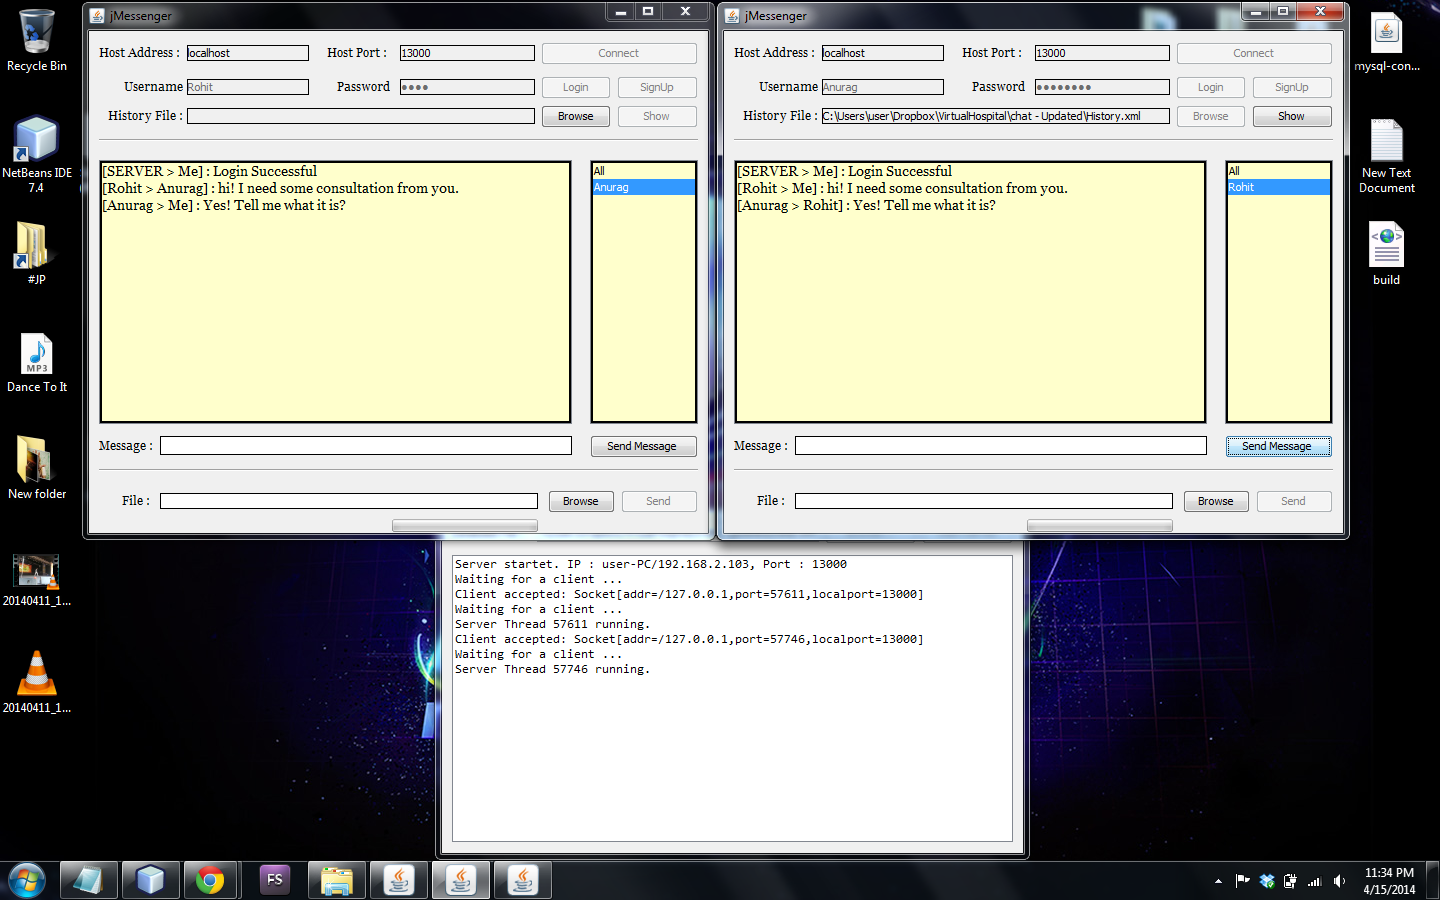 Recycle Bin
NetBeans IDE
7.4
#JP
MP3
Dance To It
New folder
20140411_1...
20140411_1...
jMessenger
Host Address :
localhost
Host Port :
13000
Connect
Username
Rohit
Password
Login
SignUp
History File :
Browse
Show
[SERVER > Me] : Login Successful
[Rohit > Anurag] : hi! I need some consultation from you.
[Anurag > Me] : Yes! Tell me what it is?
All
Anurag
Message :
Send Message
File :
Browse
Send
jMessenger
Host Address :
localhost
Host Port :
13000
Connect
Username
Anurag
Password
Login
SignUp
History File :
C:\Users\user\Dropbox\VirtualHospital\chat - Updated\History.xml
Browse
Show
[SERVER > Me] : Login Successful
[Rohit > Me] : hi! I need some consultation from you.
[Anurag > Rohit] : Yes! Tell me what it is?
All
Rohit
Message :
Send Message
File :
Browse
Send
mysql-con...
New Text
Document
build
Server startet. IP : user-PC/192.168.2.103, Port : 13000
Waiting for a client ...
Client accepted: Socket[addr=/127.0.0.1,port=57611,localport=13000]
Waiting for a client ...
Server Thread 57611 running.
Client accepted: Socket[addr=/127.0.0.1,port=57746,localport=13000]
Waiting for a client ...
Server Thread 57746 running.
FS
11:34 PM
4/15/2014